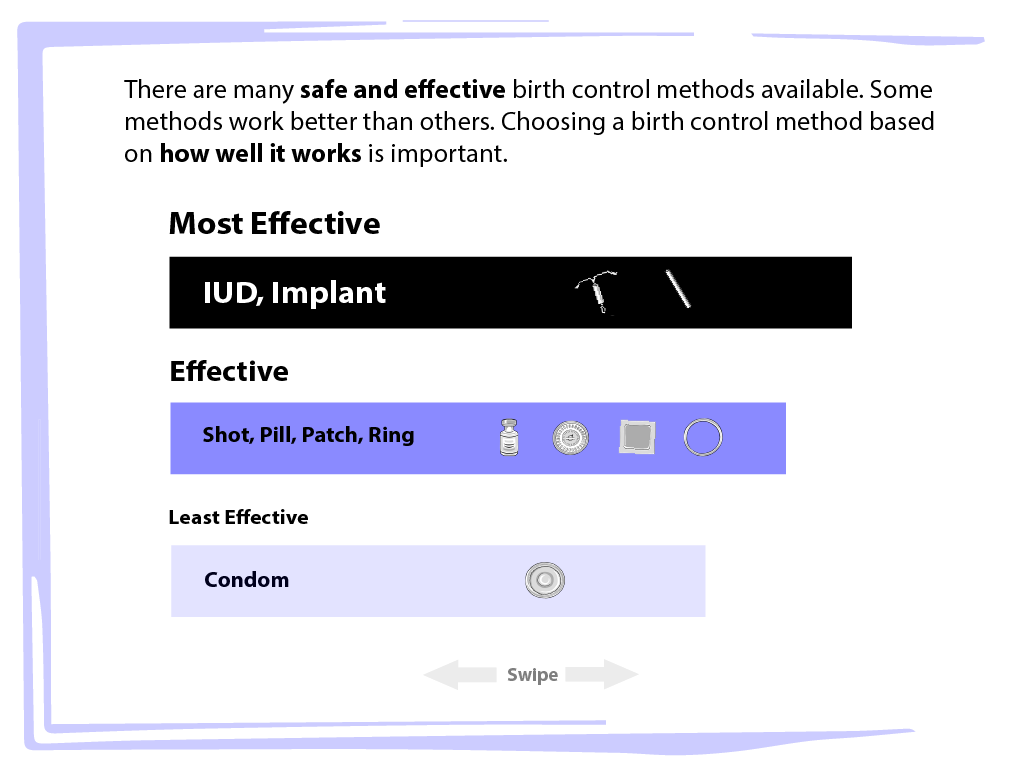 There are many safe and effective birth control methods available. Some
methods work better than others. Choosing a birth control method based
on how well it works is important.
Most Effective
IUD, Implant
Effective
Shot, Pill, Patch, Ring
Least Effective
Condom
Swipe